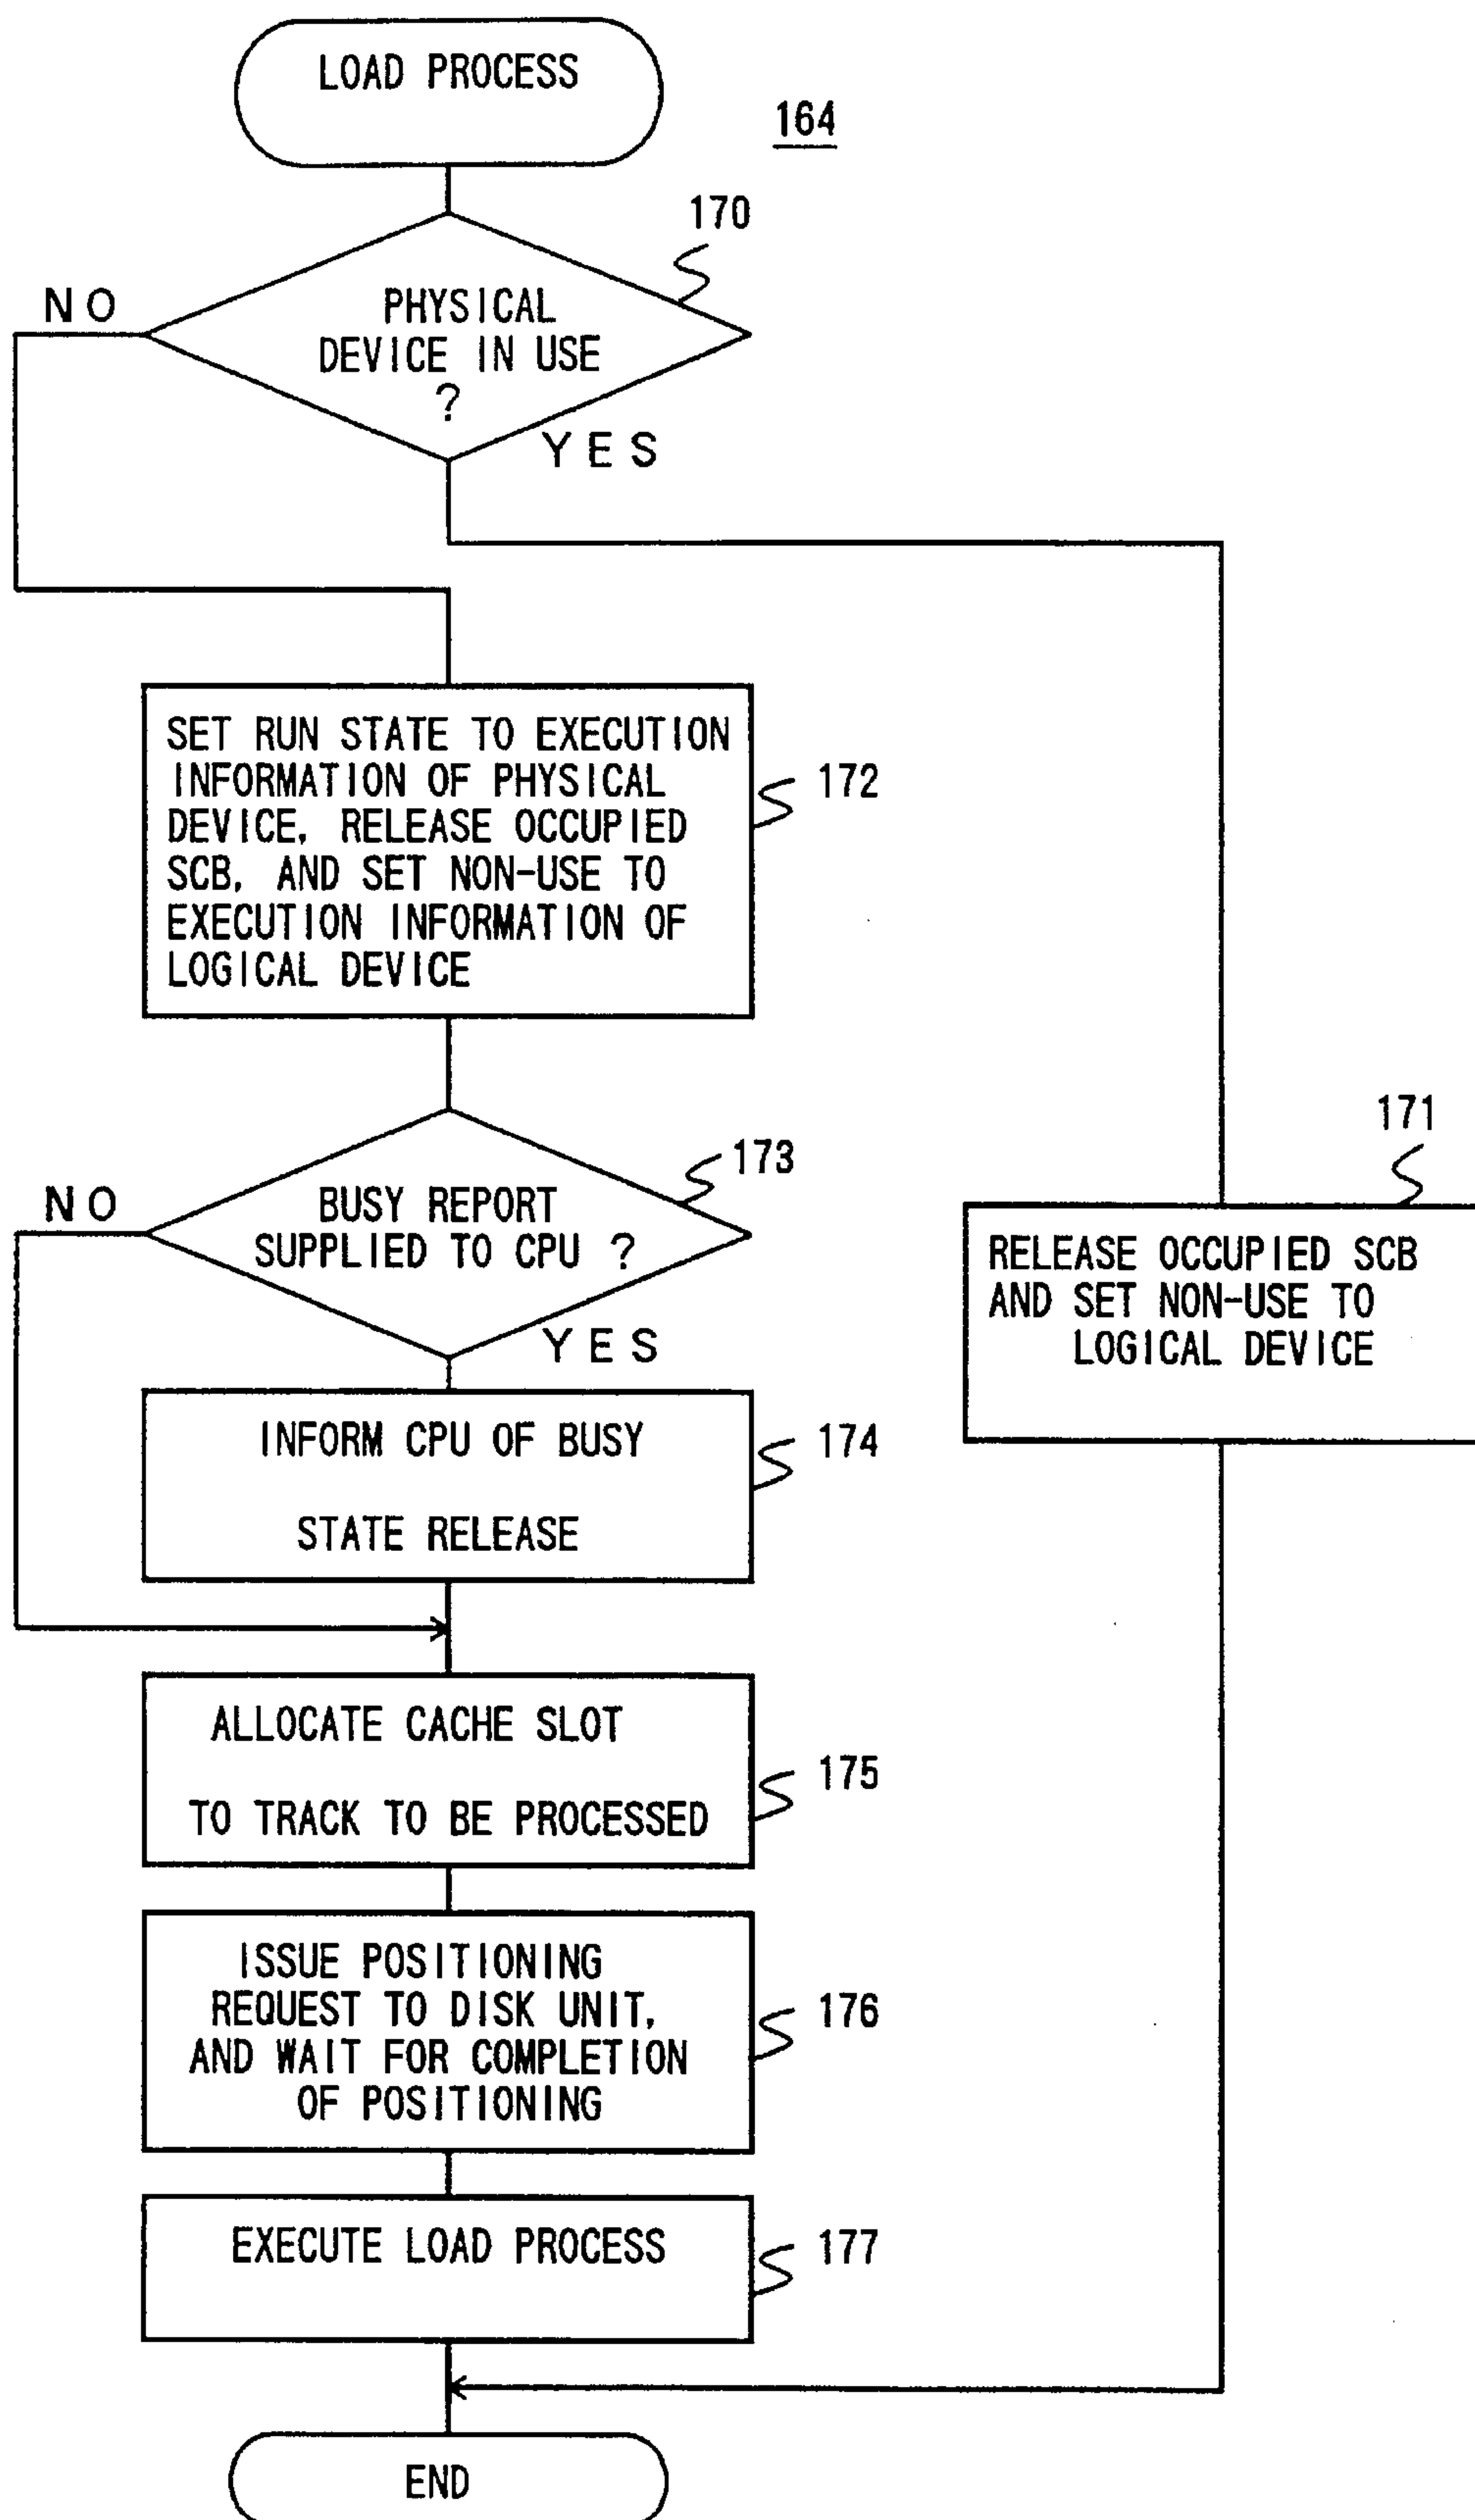 LOAD PROCESS
164
170
NO
PHYSICAL
DEVICE IN USE
?
YES
SET RUN STATE TO EXECUTION
INFORMATION OF PHYSICAL
DEVICE, RELEASE OCCUPIED
SCB, AND SET NON-USE TO
EXECUTION INFORMATION OF
LOGICAL DEVICE
172
173
NO
BUSY REPORT
SUPPLIED TO CPU ?
YES
171
RELEASE OCCUPIED SCB
AND SET NON-USE TO
LOGICAL DEVICE
INFORM CPU OF BUSY
STATE RELEASE
174
ALLOCATE CACHE SLOT
TO TRACK TO BE PROCESSED
175
ISSUE POSITIONING
REQUEST TO DISK UNIT,
AND WAIT FOR COMPLETION
OF POSITIONING
176
EXECUTE LOAD PROCESS
177
END